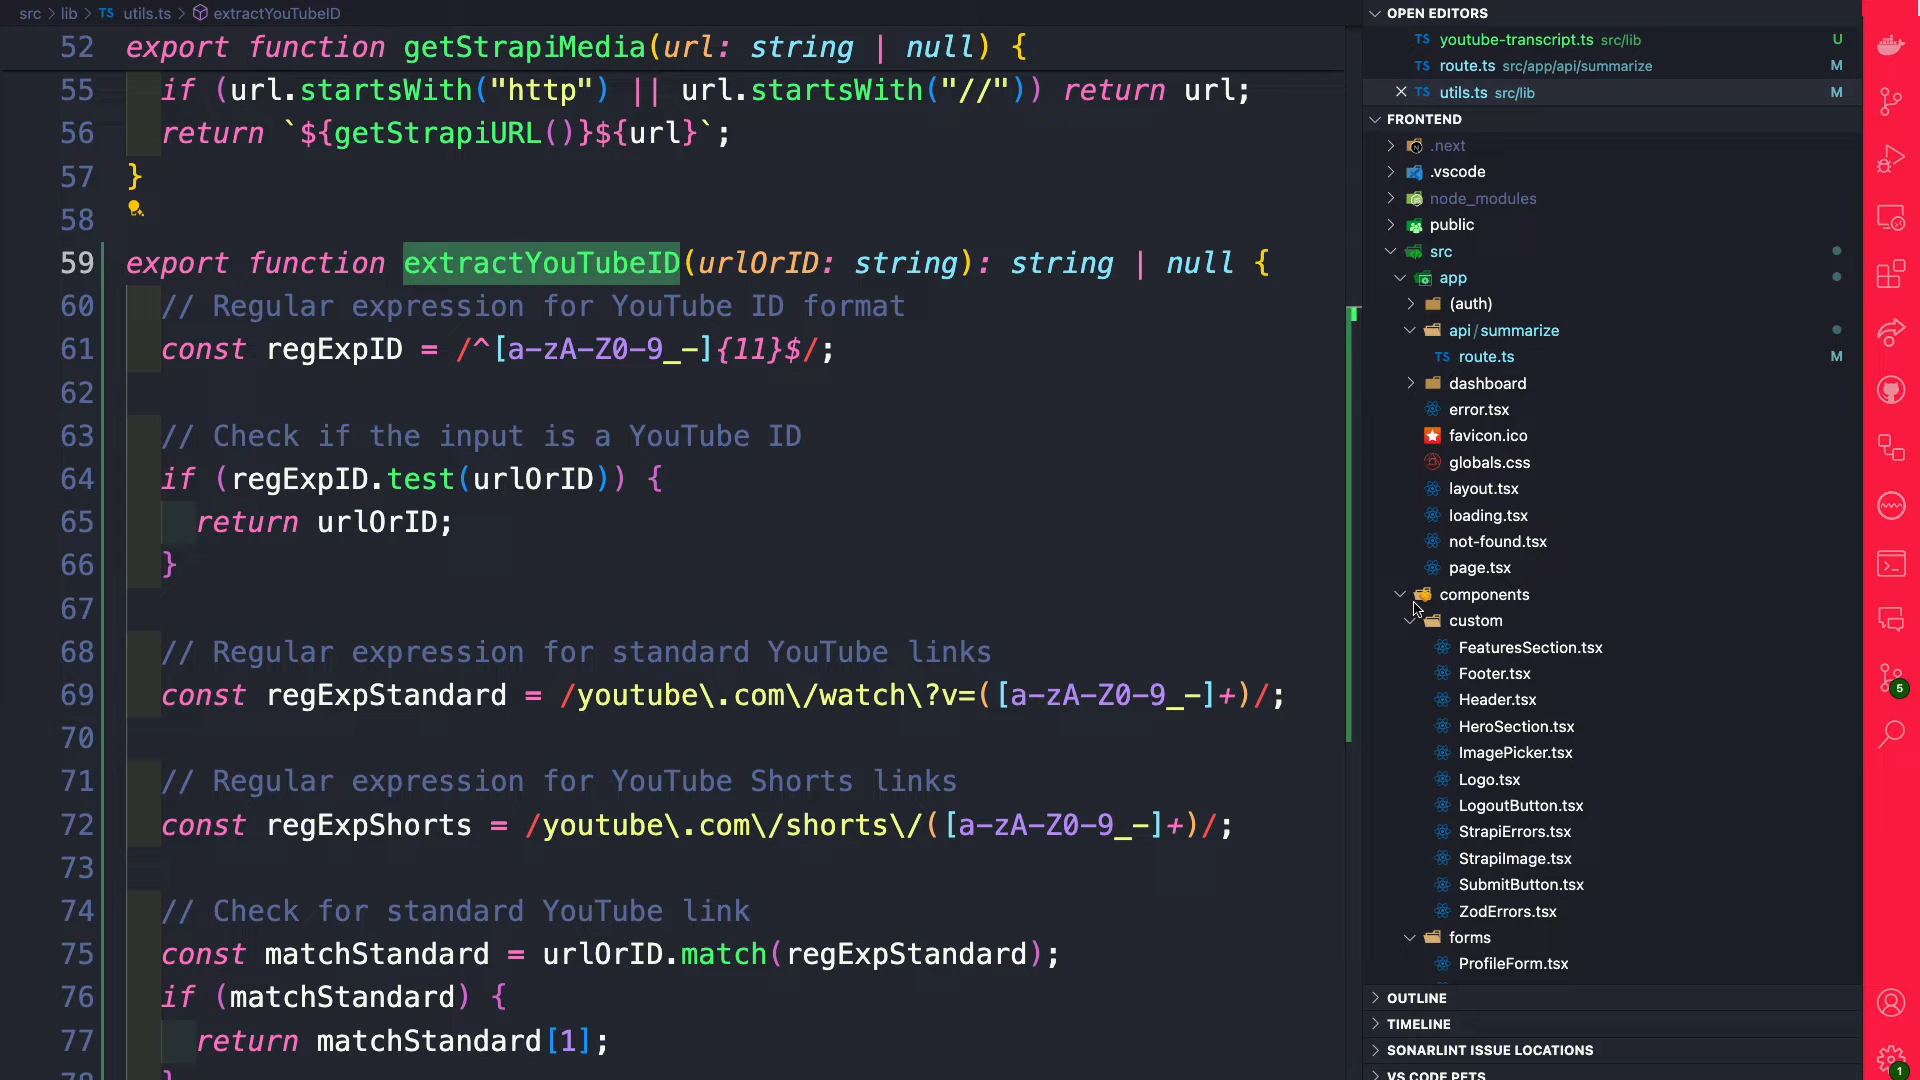 src > lib > TS utils.ts > extractYouTubeID
52 export function getStrapiMedia(url: string | null) {
55 if (url.startsWith("http") || url.startsWith("//")) return url;
56 return `${getStrapiURL()}${url}`;
57 }
58
59 export function extractYouTubeID(urlOrID: string): string | null {
60 // Regular expression for YouTube ID format
61 const regExpID = /^[a-zA-Z0-9_-]{11}$/;
62
63 // Check if the input is a YouTube ID
64 if (regExpID.test(urlOrID)) {
65 return urlOrID;
66 }
67
68 // Regular expression for standard YouTube links
69 const regExpStandard = /youtube\.com\/watch\?v=([a-zA-Z0-9_-]+)/;
70
71 // Regular expression for YouTube Shorts links
72 const regExpShorts = /youtube\.com\/shorts\/([a-zA-Z0-9_-]+)/;
73
74 // Check for standard YouTube link
75 const matchStandard = urlOrID.match(regExpStandard);
76 if (matchStandard) {
77 return matchStandard[1];
OPEN EDITORS
TS youtube-transcript.ts src/lib U
TS route.ts src/app/api/summarize M
TS utils.ts src/lib M
FRONTEND
.next
.vscode
node_modules
public
src
app
(auth)
api/summarize
TS route.ts M
dashboard
error.tsx
favicon.ico
globals.css
layout.tsx
loading.tsx
not-found.tsx
page.tsx
components
custom
FeaturesSection.tsx
Footer.tsx
Header.tsx
HeroSection.tsx
ImagePicker.tsx
Logo.tsx
LogoutButton.tsx
StrapiErrors.tsx
StrapiImage.tsx
SubmitButton.tsx
ZodErrors.tsx
forms
ProfileForm.tsx
OUTLINE
TIMELINE
SONARLINT ISSUE LOCATIONS
VS CODE PETS
5
1